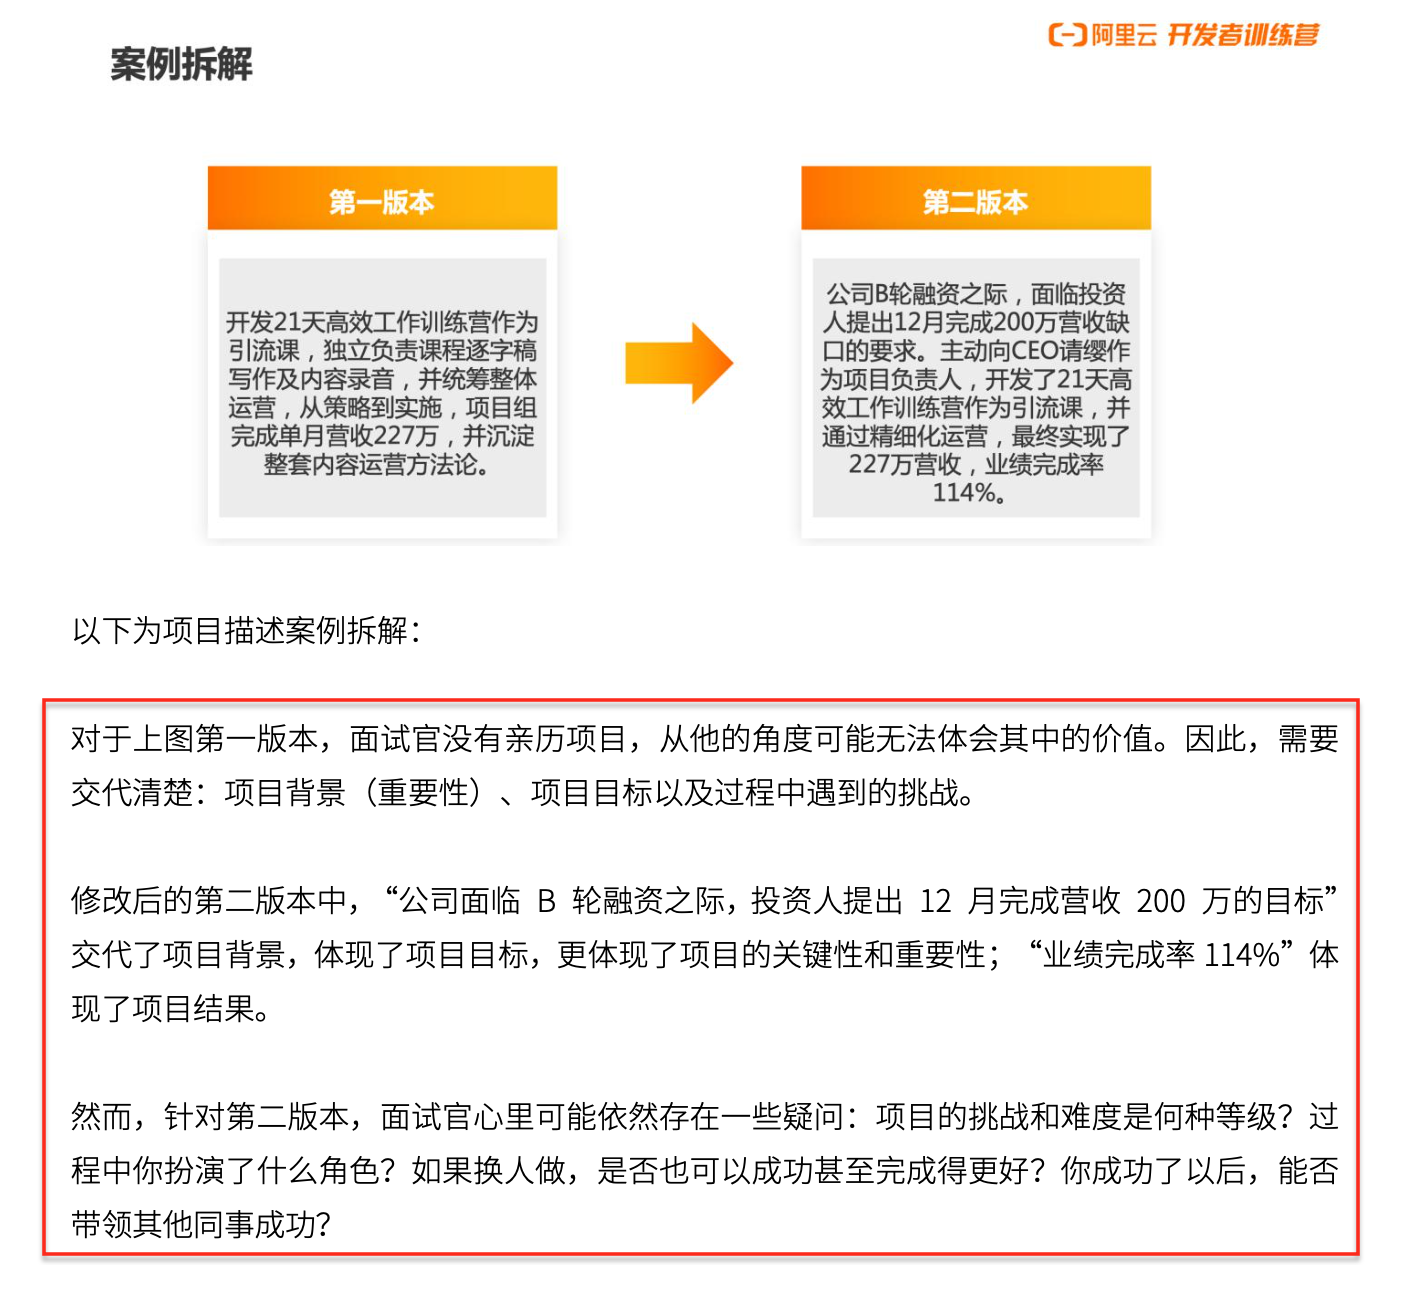 阿里云 开发者训练营
案例拆解
第一版本
开发21天高效工作训练营作为
引流课，独立负责课程逐字稿
写作及内容录音，并统筹整体
运营，从策略到实施，项目组
完成单月营收227万，并沉淀
整套内容运营方法论。
第二版本
公司B轮融资之际，面临投资
人提出12月完成200万营收缺
口的要求。主动向CEO请缨作
为项目负责人，开发了21天高
效工作训练营作为引流课，并
通过精细化运营，最终实现了
227万营收，业绩完成率
114%。
以下为项目描述案例拆解：
对于上图第一版本，面试官没有亲历项目，从他的角度可能无法体会其中的价值。因此，需要
交代清楚：项目背景（重要性）、项目目标以及过程中遇到的挑战。
修改后的第二版本中，“公司面临 B 轮融资之际，投资人提出 12 月完成营收 200 万的目标”
交代了项目背景，体现了项目目标，更体现了项目的关键性和重要性；“业绩完成率 114%”体
现了项目结果。
然而，针对第二版本，面试官心里可能依然存在一些疑问：项目的挑战和难度是何种等级？过
程中你扮演了什么角色？如果换人做，是否也可以成功甚至完成得更好？你成功了以后，能否
带领其他同事成功？